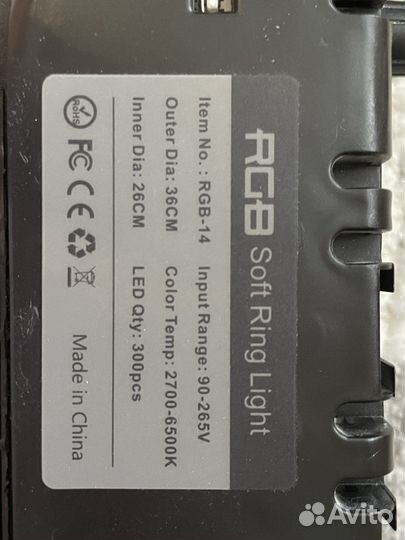 RGB Soft Ring Light
Item No.: RGB-14 Input Range: 90-265V
Outer Dia: 36CM Color Temp: 2700-6500K
Inner Dia: 26CM LED Qty: 300pcs
RoHS CE Made in China
Avito